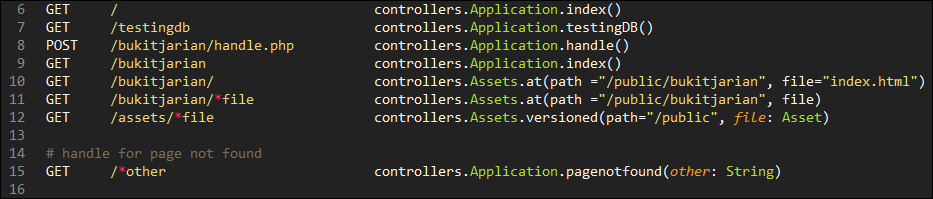 6 GET / controllers.Application.index()
7 GET /testingdb controllers.Application.testingDB()
8 POST /bukitjarian/handle.php controllers.Application.handle()
9 GET /bukitjarian controllers.Application.index()
10 GET /bukitjarian/ controllers.Assets.at(path ="/public/bukitjarian", file="index.html")
11 GET /bukitjarian/*file controllers.Assets.at(path ="/public/bukitjarian", file)
12 GET /assets/*file controllers.Assets.versioned(path="/public", file: Asset)
13
14 # handle for page not found
15 GET /*other controllers.Application.pagenotfound(other: String)
16